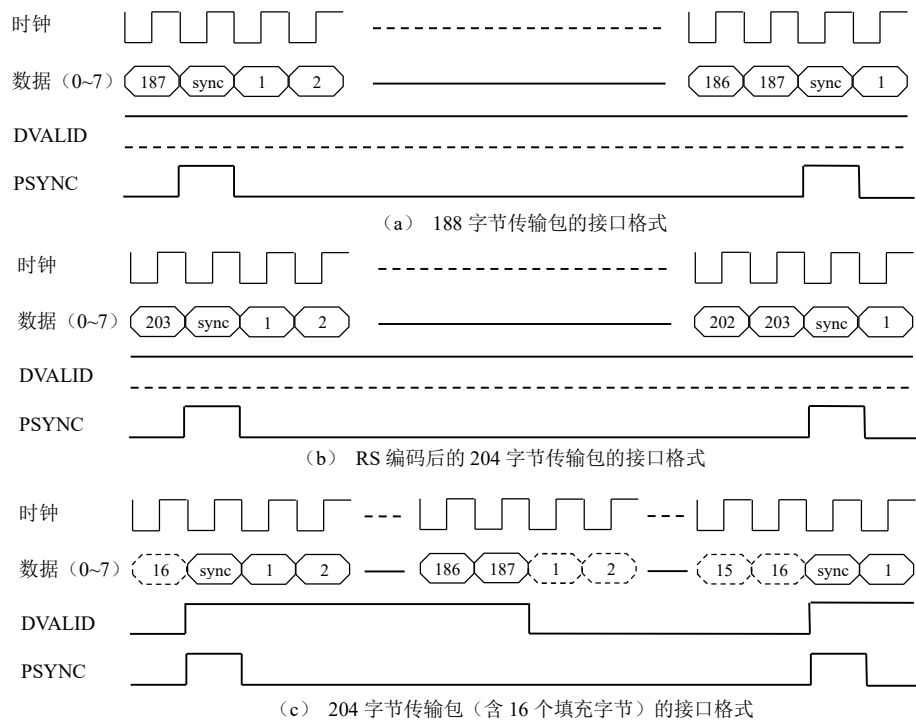 时钟
数据（0~7） 187 sync 1 2 186 187 sync 1
DVALID
PSYNC
（a） 188 字节传输包的接口格式
时钟
数据（0~7） 203 sync 1 2 202 203 sync 1
DVALID
PSYNC
（b） RS 编码后的 204 字节传输包的接口格式
时钟
数据（0~7） 16 sync 1 2 186 187 1 2 15 16 sync 1
DVALID
PSYNC
（c） 204 字节传输包（含 16 个填充字节）的接口格式